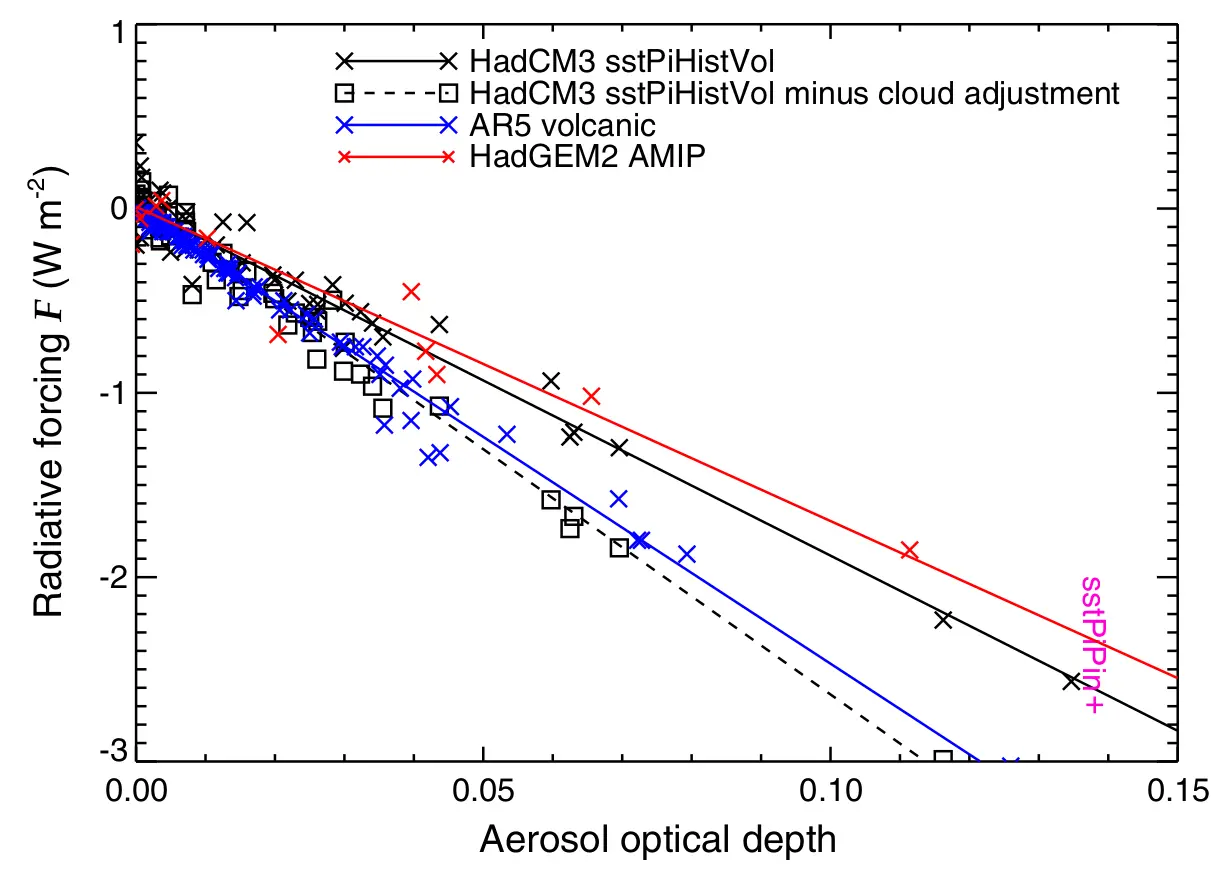 1
0
-1
-2
-3
Radiative forcing F (W m-2)
HadCM3 sstPiHistVol
HadCM3 sstPiHistVol minus cloud adjustment
AR5 volcanic
HadGEM2 AMIP
sstPiPin +
0.00
0.05
0.10
0.15
Aerosol optical depth